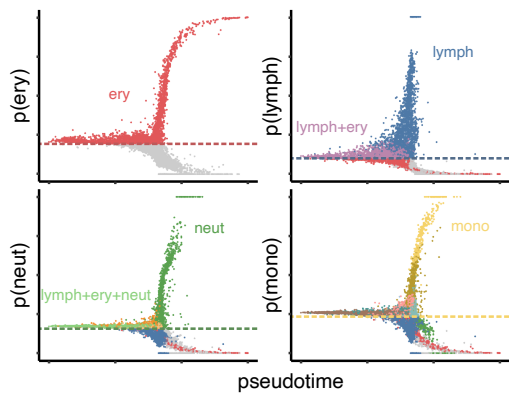 p(ery)
ery
p(lymph)
lymph
lymph+ery
p(neut)
neut
lymph+ery+neut
p(mono)
mono
pseudotime